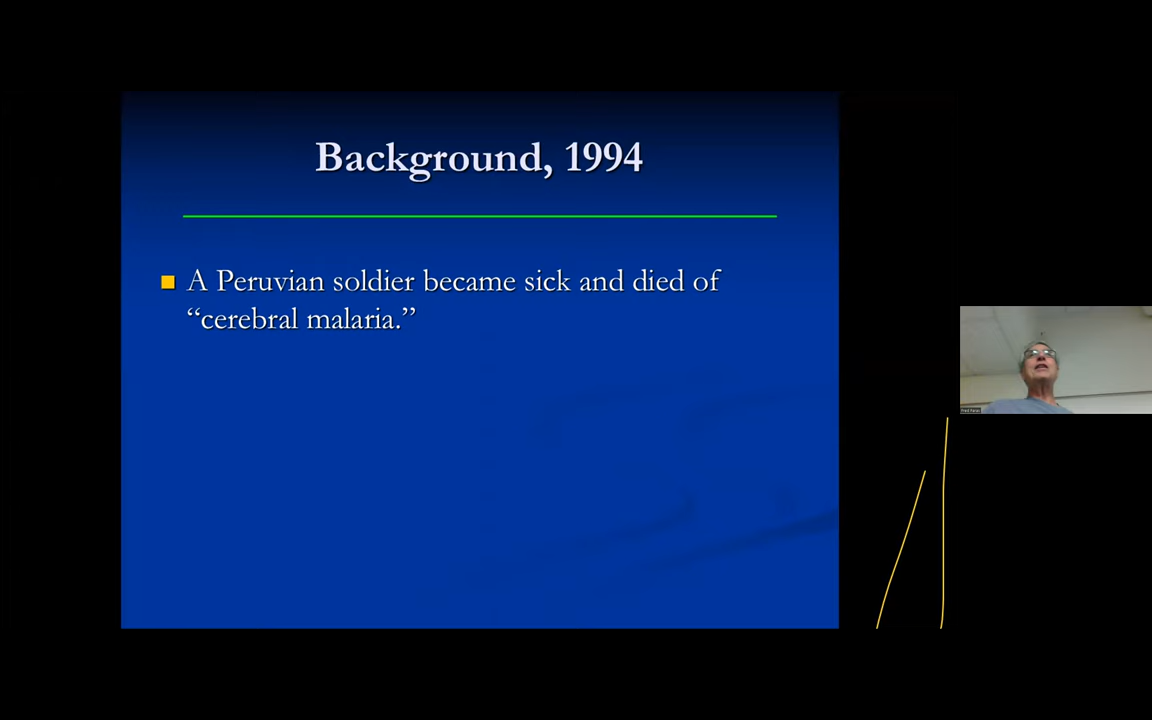 Background, 1994
A Peruvian soldier became sick and died of
“cerebral malaria.”